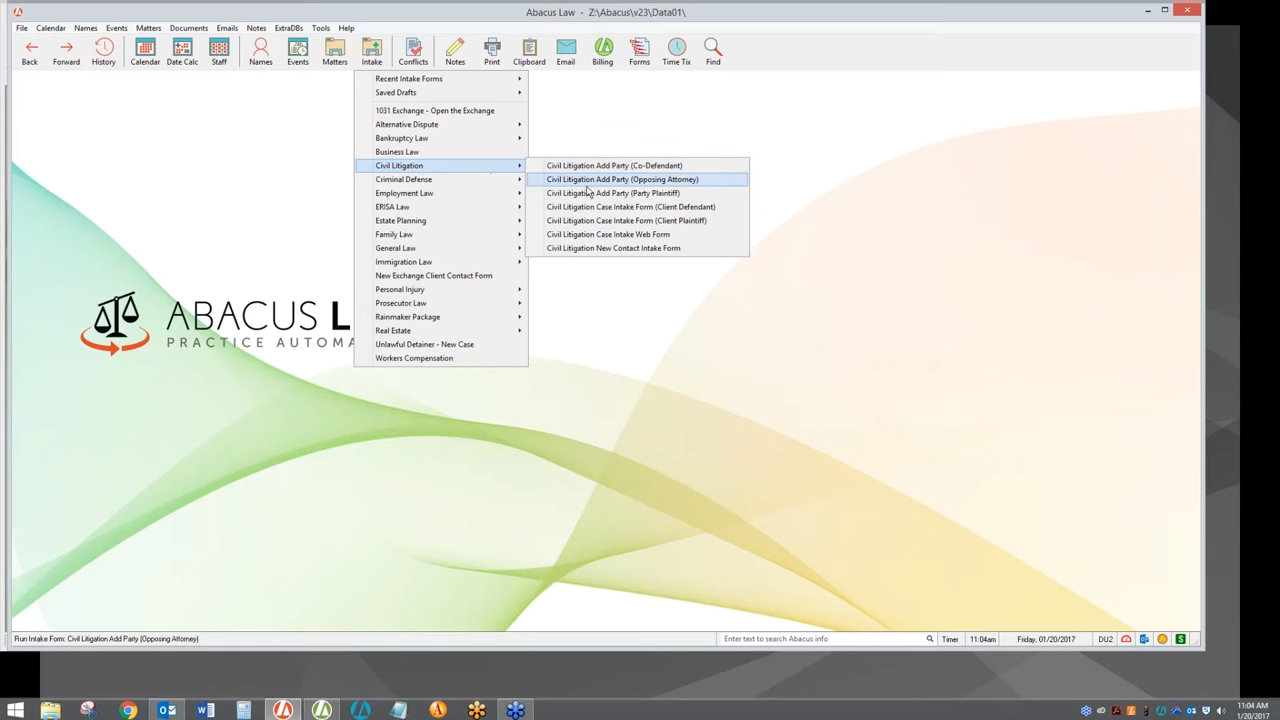 Abacus Law - Z:\Abacus\v23\Data01\
File Calendar Names Events Matters Documents Emails Notes ExtraDBs Tools Help
Back Forward History Calendar Date Calc Staff Names Events Matters Intake Conflicts Notes Print Clipboard Email Billing Forms Time Tix Find
Recent Intake Forms
Saved Drafts
1031 Exchange - Open the Exchange
Alternative Dispute
Bankruptcy Law
Business Law
Civil Litigation
Criminal Defense
Employment Law
ERISA Law
Estate Planning
Family Law
General Law
Immigration Law
New Exchange Client Contact Form
Personal Injury
Prosecutor Law
Rainmaker Package
Real Estate
Unlawful Detainer - New Case
Workers Compensation
Civil Litigation Add Party (Co-Defendant)
Civil Litigation Add Party (Opposing Attorney)
Civil Litigation Add Party (Party Plaintiff)
Civil Litigation Case Intake Form (Client Defendant)
Civil Litigation Case Intake Form (Client Plaintiff)
Civil Litigation Case Intake Web Form
Civil Litigation New Contact Intake Form
ABACUS L
PRACTICE AUTOMA
Run Intake Form: Civil Litigation Add Party (Opposing Attorney) Enter text to search Abacus info Timer 11:04am Friday, 01/20/2017 DU2
11:04 AM
1/20/2017